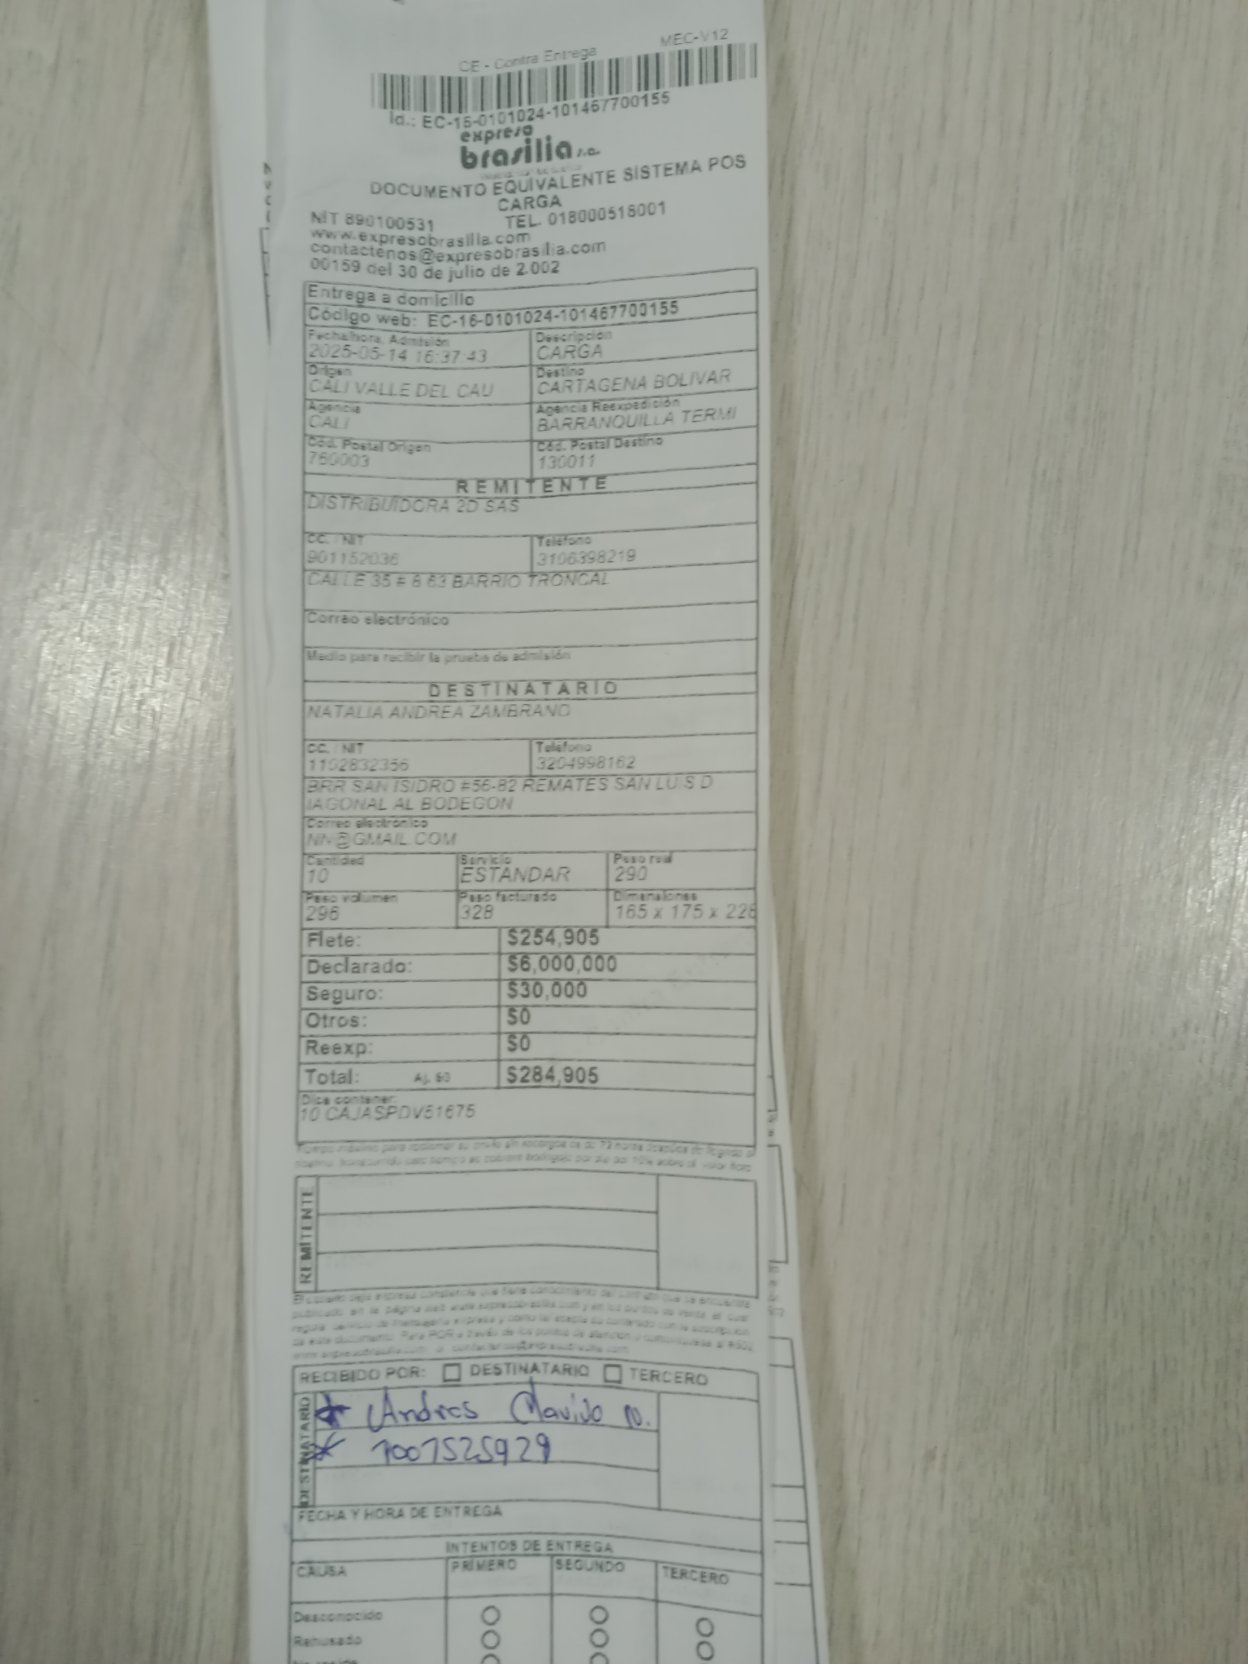 CE - Contra Entrega MEC-V12
Id.: EC-16-0101024-101467700155
expreso
brasilia s.a.
DOCUMENTO EQUIVALENTE SISTEMA POS
CARGA
NIT 890100531 TEL. 018000518001
www.expresobrasilia.com
contactenos@expresobrasilia.com
00159 del 30 de julio de 2.002
Entrega a domicilio
Código web: EC-16-0101024-101467700155
Fecha/hora. Admisión Descripción
2025-05-14 16:37:43 CARGA
Origen Destino
CALI VALLE DEL CAU CARTAGENA BOLIVAR
Agencia Agencia Reexpedición
CALI BARRANQUILLA TERMI
Cód. Postal Origen Cód. Postal Destino
760003 130011
REMITENTE
DISTRIBUIDORA 2D SAS
CC. / NIT Teléfono
901152036 3106398219
CALLE 35 # 8 63 BARRIO TRONCAL
Correo electrónico
Medio para recibir la prueba de admisión
DESTINATARIO
NATALIA ANDREA ZAMBRANO
CC. / NIT Teléfono
1102832356 3204998162
BRR SAN ISIDRO #56-82 REMATES SAN LUIS D
IAGONAL AL BODEGON
Correo electrónico
NN@GMAIL.COM
Cantidad Servicio Peso real
10 ESTANDAR 290
Peso volumen Peso facturado Dimensiones
296 328 165 x 175 x 226
Flete: $254,905
Declarado: $6,000,000
Seguro: $30,000
Otros: $0
Reexp: $0
Total: Aj. $0 $284,905
Dice contener:
10 CAJASPDV51675
REMITENTE
RECIBIDO POR: DESTINATARIO TERCERO
DESTINATARIO
Andres
1001525929
FECHA Y HORA DE ENTREGA
INTENTOS DE ENTREGA
CAUSA PRIMERO SEGUNDO TERCERO
Desconocido
Rehusado